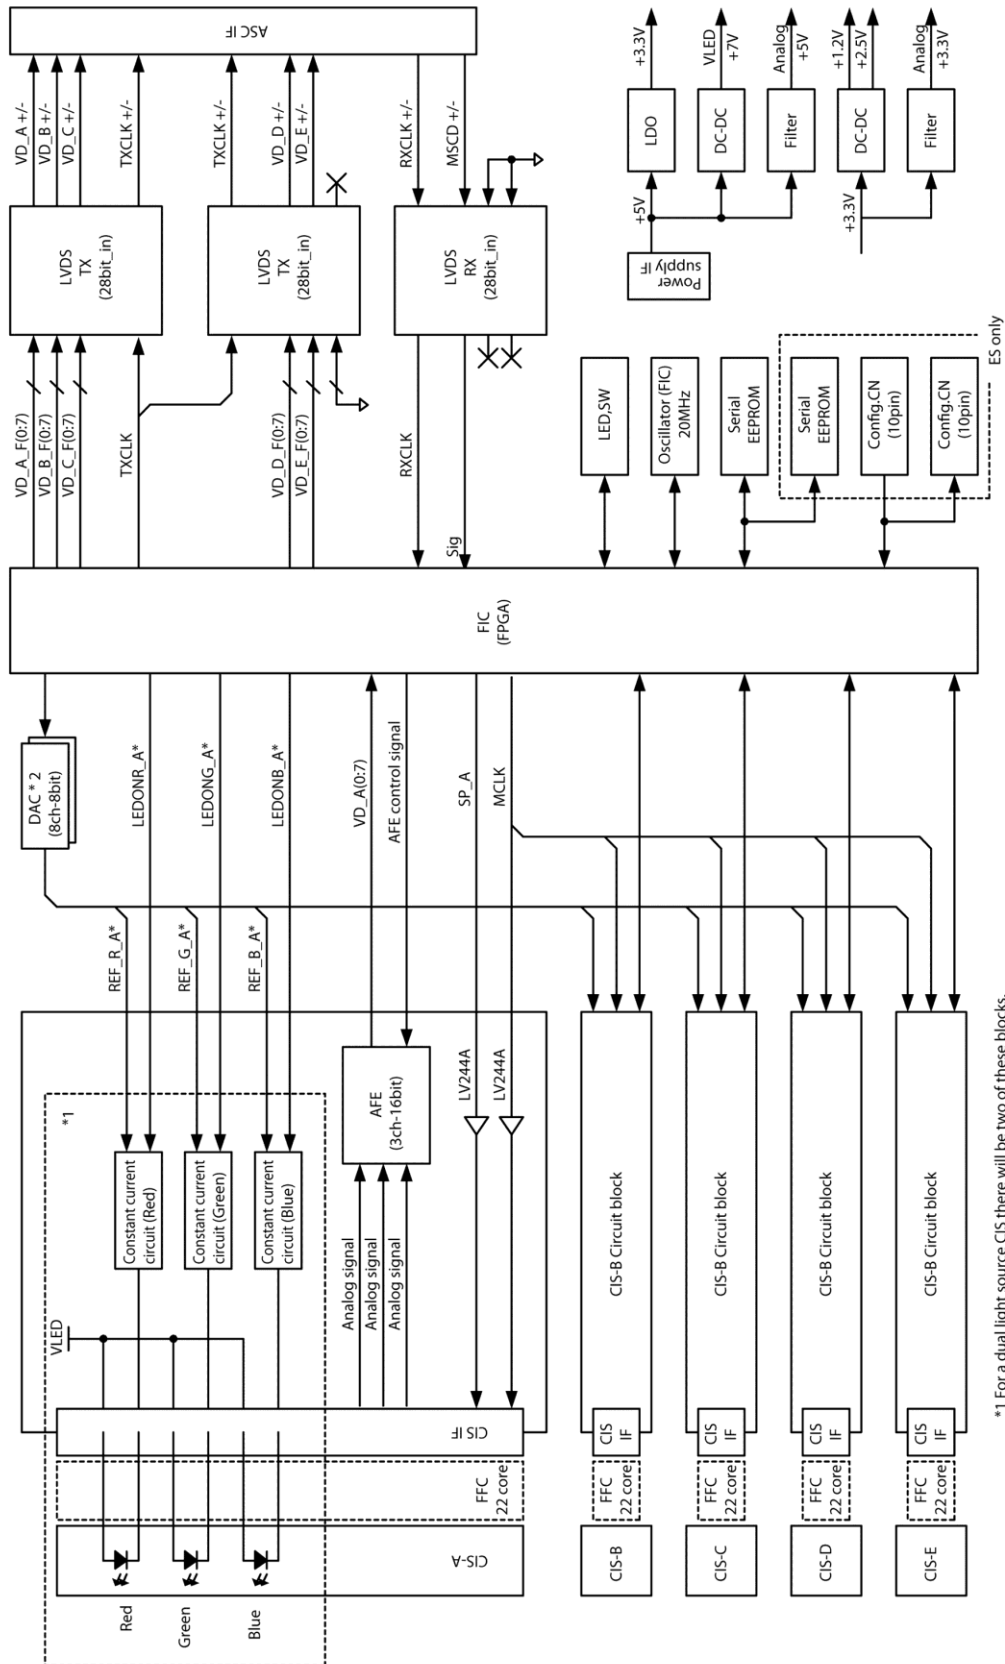 ASC IF
VD_A +/-
VD_B +/-
VD_C +/-
TXCLK +/-
TXCLK +/-
VD_D +/-
VD_E +/-
RXCLK +/-
MSCD +/-
LVDS
TX
(28bit_in)
LVDS
TX
(28bit_in)
LVDS
RX
(28bit_in)
VD_A_F(0:7)
VD_B_F(0:7)
VD_C_F(0:7)
TXCLK
VD_D_F(0:7)
VD_E_F(0:7)
RXCLK
Sig
+3.3V
VLED
+7V
Analog
+5V
+1.2V
+2.5V
Analog
+3.3V
LDO
DC-DC
Filter
DC-DC
Filter
+5V
+3.3V
Power
supply IF
LED,SW
Oscillator (FIC)
20MHz
Serial
EEPROM
Serial
EEPROM
Config.CN
(10pin)
Config.CN
(10pin)
ES only
FIC
(FPGA)
DAC * 2
(8ch-8bit)
LEDONR_A*
LEDONG_A*
LEDONB_A*
VD_A(0:7)
AFE control signal
SP_A
MCLK
REF_R_A*
REF_G_A*
REF_B_A*
*1
Constant current
circuit (Red)
Constant current
circuit (Green)
Constant current
circuit (Blue)
AFE
(3ch-16bit)
LV244A
LV244A
VLED
Analog signal
Analog signal
Analog signal
CIS IF
FFC
22 core
CIS-A
Red
Green
Blue
CIS-B Circuit block
CIS-B Circuit block
CIS-B Circuit block
CIS-B Circuit block
CIS
IF
CIS
IF
CIS
IF
CIS
IF
FFC
22 core
FFC
22 core
FFC
22 core
FFC
22 core
CIS-B
CIS-C
CIS-D
CIS-E
*1 For a dual light source CIS there will be two of these blocks.